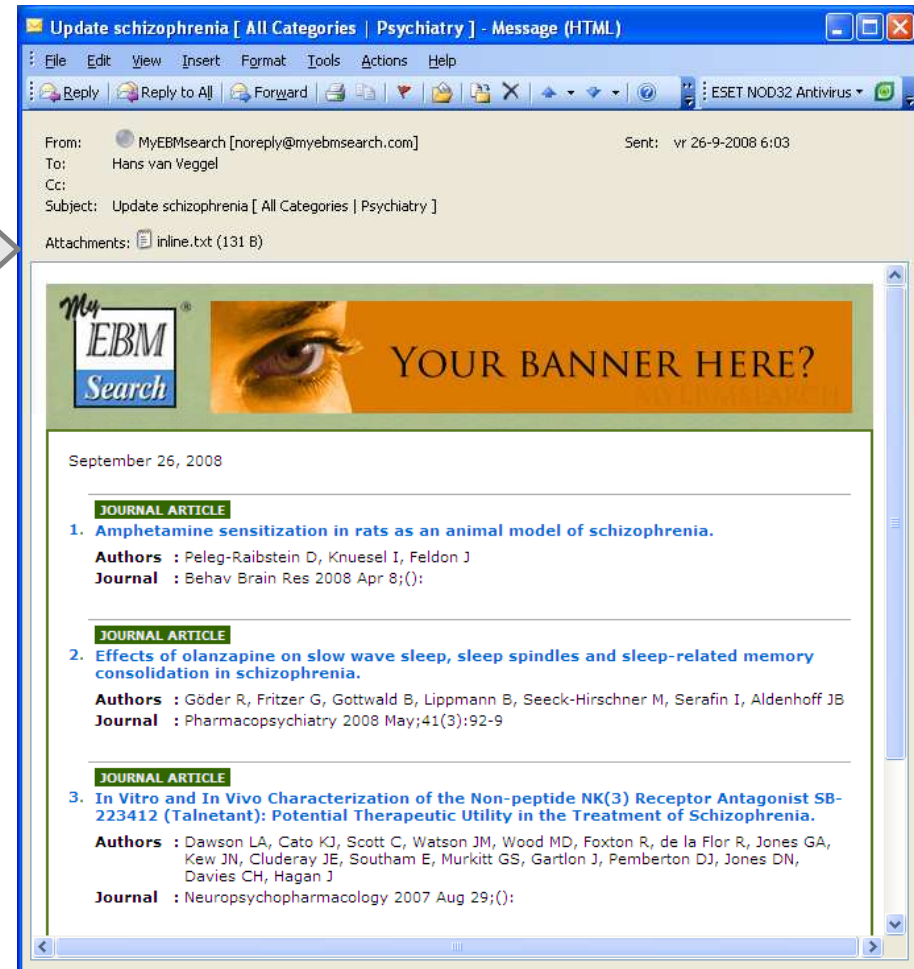 Update schizophrenia [ All Categories | Psychiatry ] - Message (HTML)
File Edit View Insert Format Tools Actions Help
Reply Reply to All Forward ESET NOD32 Antivirus
From: MyEBMsearch [noreply@myebmsearch.com] Sent: vr 26-9-2008 6:03
To: Hans van Veggel
Cc:
Subject: Update schizophrenia [ All Categories | Psychiatry ]
Attachments: inline.txt (131 B)
My ®
EBM
Search
YOUR BANNER HERE?
MYEBMSEARCH
September 26, 2008
JOURNAL ARTICLE
1. Amphetamine sensitization in rats as an animal model of schizophrenia.
Authors : Peleg-Raibstein D, Knuesel I, Feldon J
Journal : Behav Brain Res 2008 Apr 8;():
JOURNAL ARTICLE
2. Effects of olanzapine on slow wave sleep, sleep spindles and sleep-related memory
consolidation in schizophrenia.
Authors : Göder R, Fritzer G, Gottwald B, Lippmann B, Seeck-Hirschner M, Serafin I, Aldenhoff JB
Journal : Pharmacopsychiatry 2008 May;41(3):92-9
JOURNAL ARTICLE
3. In Vitro and In Vivo Characterization of the Non-peptide NK(3) Receptor Antagonist SB-
223412 (Talnetant): Potential Therapeutic Utility in the Treatment of Schizophrenia.
Authors : Dawson LA, Cato KJ, Scott C, Watson JM, Wood MD, Foxton R, de la Flor R, Jones GA,
Kew JN, Cluderay JE, Southam E, Murkitt GS, Gartlon J, Pemberton DJ, Jones DN,
Davies CH, Hagan J
Journal : Neuropsychopharmacology 2007 Aug 29;():